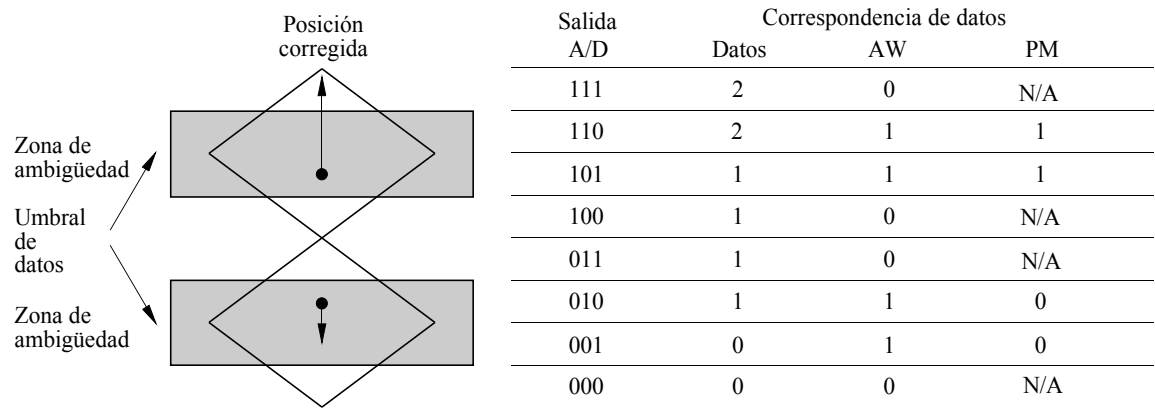 Posición
corregida
Zona de
ambigüedad
Umbral
de
datos
Zona de
ambigüedad
Salida Correspondencia de datos
A/D Datos AW PM
111 2 0 N/A
110 2 1 1
101 1 1 1
100 1 0 N/A
011 1 0 N/A
010 1 1 0
001 0 1 0
000 0 0 N/A